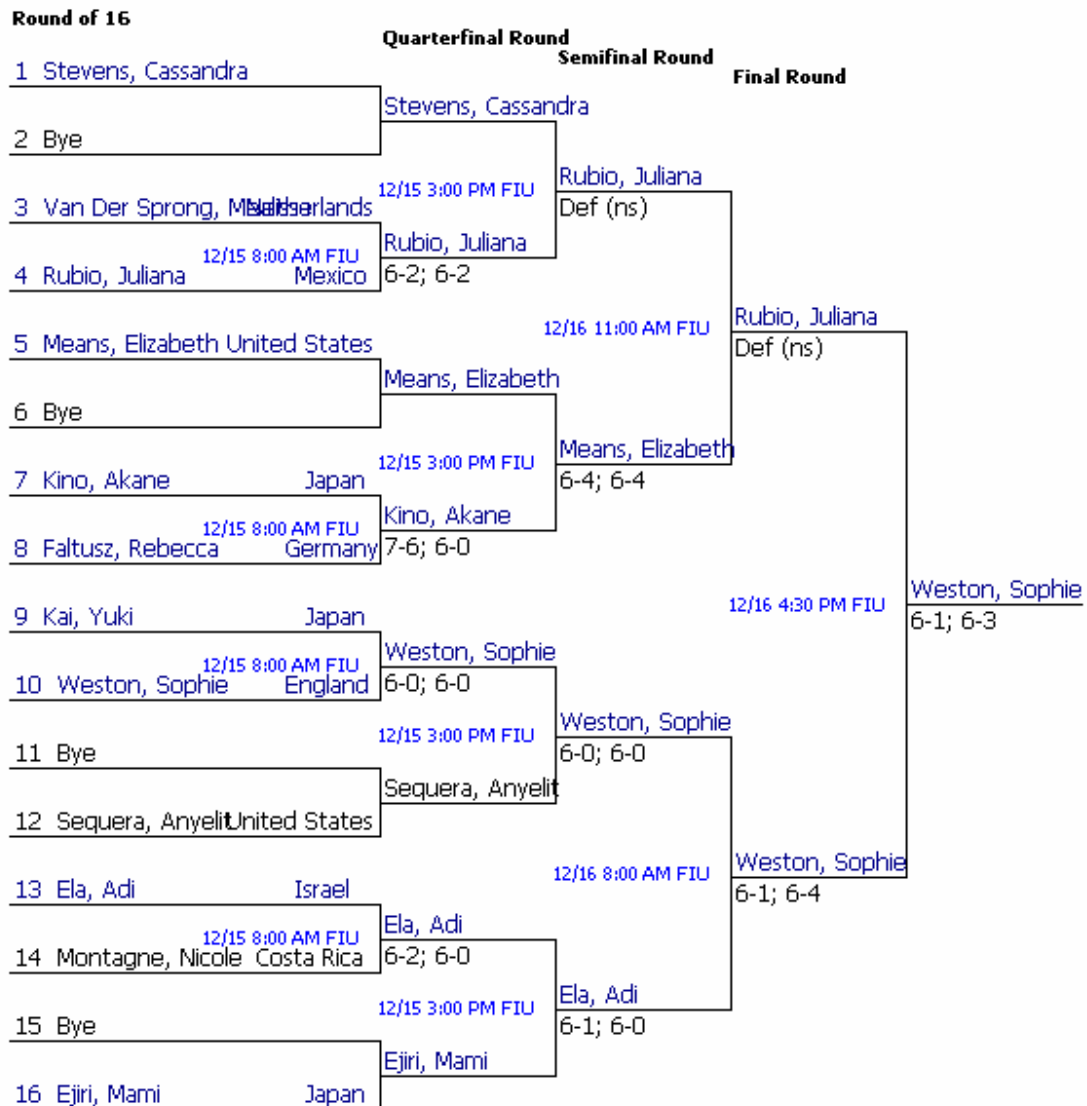 Round of 16
1 Stevens, Cassandra
2 Bye
3 Van Der Sprong, Netherlands
12/15 8:00 AM FIU
4 Rubio, Juliana Mexico
5 Means, Elizabeth United States
6 Bye
7 Kino, Akane Japan
12/15 8:00 AM FIU
8 Faltusz, Rebecca Germany
9 Kai, Yuki Japan
12/15 8:00 AM FIU
10 Weston, Sophie England
11 Bye
12 Sequera, Anyelit United States
13 Ela, Adi Israel
12/15 8:00 AM FIU
14 Montagne, Nicole Costa Rica
15 Bye
16 Ejiri, Mami Japan
Quarterfinal Round
Stevens, Cassandra
12/15 3:00 PM FIU
Rubio, Juliana
6-2; 6-2
Means, Elizabeth
12/15 3:00 PM FIU
Kino, Akane
7-6; 6-0
Weston, Sophie
6-0; 6-0
12/15 3:00 PM FIU
Sequera, Anyelit
Ela, Adi
6-2; 6-0
12/15 3:00 PM FIU
Ejiri, Mami
Semifinal Round
Rubio, Juliana
Def (ns)
12/16 11:00 AM FIU
Means, Elizabeth
6-4; 6-4
Weston, Sophie
6-0; 6-0
12/16 8:00 AM FIU
Ela, Adi
6-1; 6-0
Final Round
Rubio, Juliana
Def (ns)
12/16 4:30 PM FIU
Weston, Sophie
6-1; 6-4
Weston, Sophie
6-1; 6-3